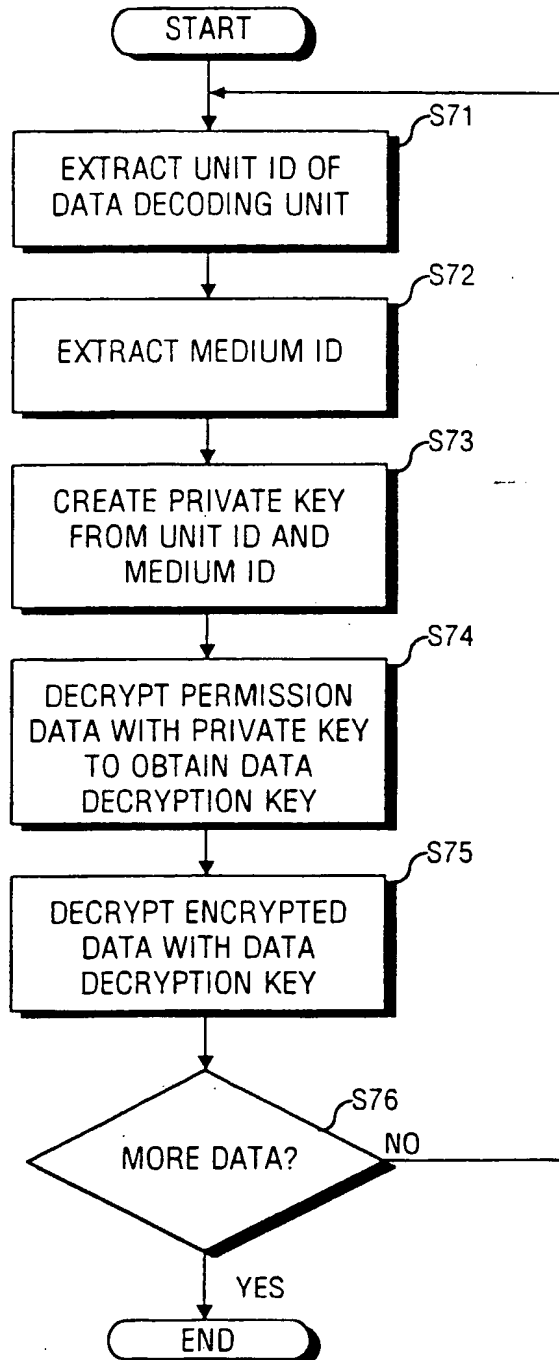 START
S71
EXTRACT UNIT ID OF
DATA DECODING UNIT
S72
EXTRACT MEDIUM ID
S73
CREATE PRIVATE KEY
FROM UNIT ID AND
MEDIUM ID
S74
DECRYPT PERMISSION
DATA WITH PRIVATE KEY
TO OBTAIN DATA
DECRYPTION KEY
S75
DECRYPT ENCRYPTED
DATA WITH DATA
DECRYPTION KEY
S76
MORE DATA?
NO
YES
END